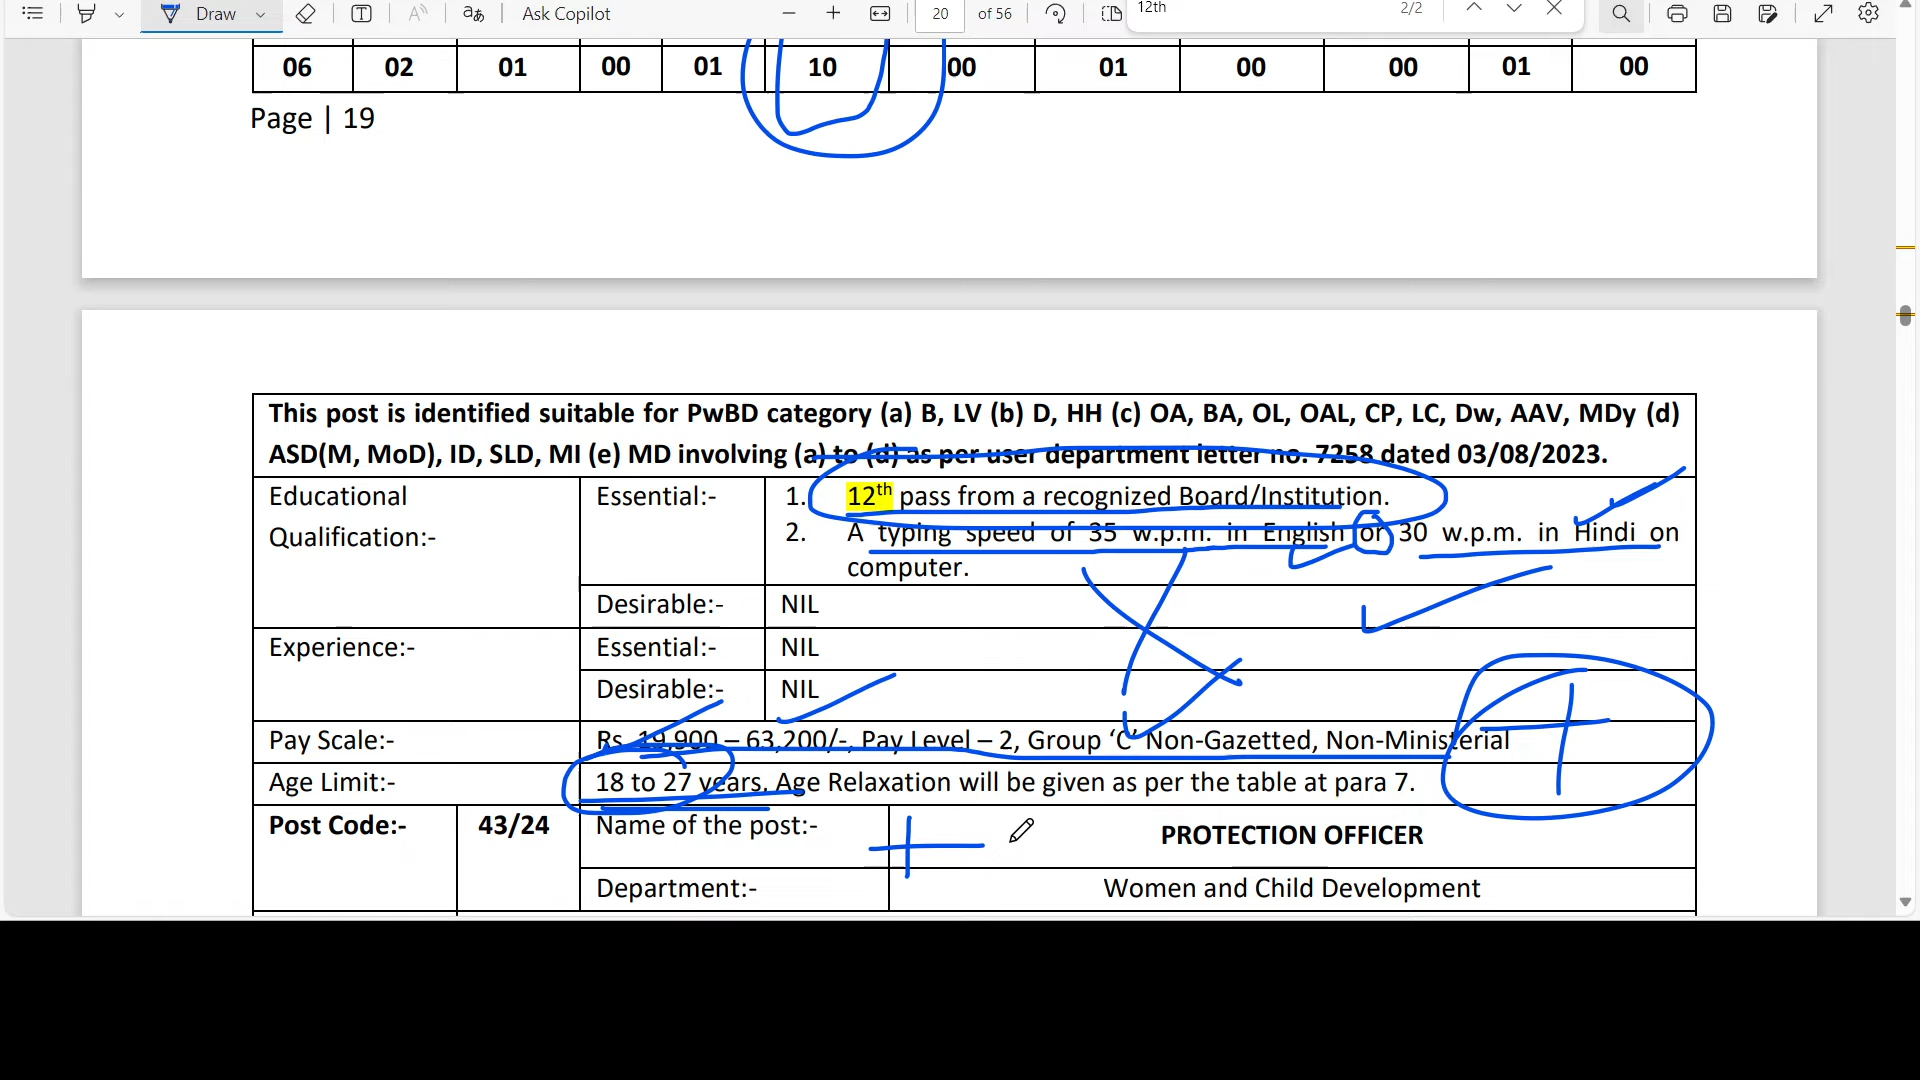 Draw
Ask Copilot
20 of 56
12th
2/2
06 02 01 00 01 10 00 01 00 00 01 00
Page | 19
This post is identified suitable for PwBD category (a) B, LV (b) D, HH (c) OA, BA, OL, OAL, CP, LC, Dw, AAV, MDy (d)
ASD(M, MoD), ID, SLD, MI (e) MD involving (a) to (d) as per user department letter no. 7258 dated 03/08/2023.
Educational Qualification:-
Essential:-
1. 12th pass from a recognized Board/Institution.
2. A typing speed of 35 w.p.m. in English or 30 w.p.m. in Hindi on
computer.
Desirable:- NIL
Experience:- Essential:- NIL
Desirable:- NIL
Pay Scale:- Rs. 19,900 – 63,200/-, Pay Level – 2, Group ‘C’ Non-Gazetted, Non-Ministerial
Age Limit:- 18 to 27 years. Age Relaxation will be given as per the table at para 7.
Post Code:- 43/24 Name of the post:- PROTECTION OFFICER
Department:- Women and Child Development